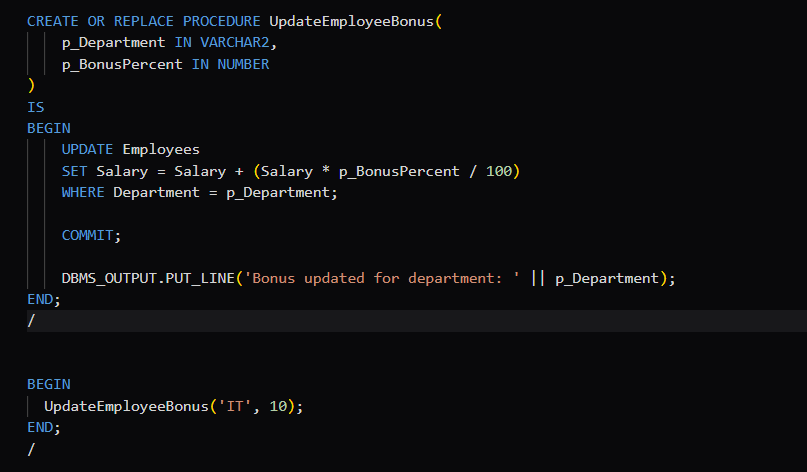 CREATE OR REPLACE PROCEDURE UpdateEmployeeBonus(
    p_Department IN VARCHAR2,
    p_BonusPercent IN NUMBER
)
IS
BEGIN
    UPDATE Employees
    SET Salary = Salary + (Salary * p_BonusPercent / 100)
    WHERE Department = p_Department;

    COMMIT;

    DBMS_OUTPUT.PUT_LINE('Bonus updated for department: ' || p_Department);
END;
/


BEGIN
  UpdateEmployeeBonus('IT', 10);
END;
/